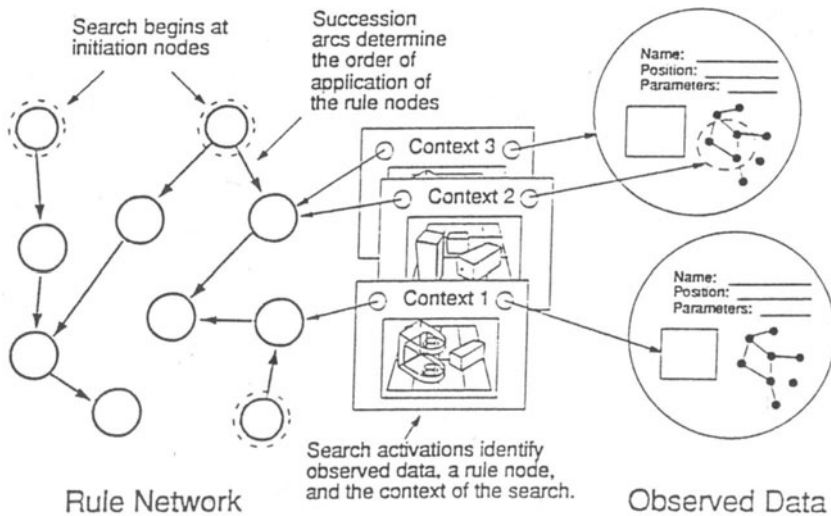 Search begins at
initiation nodes
Succession
arcs determine
the order of
application of
the rule nodes
Context 3
Context 2
Context 1
Name:
Position:
Parameters:
Name:
Position:
Parameters:
Search activations identify
observed data, a rule node,
and the context of the search.
Rule Network
Observed Data